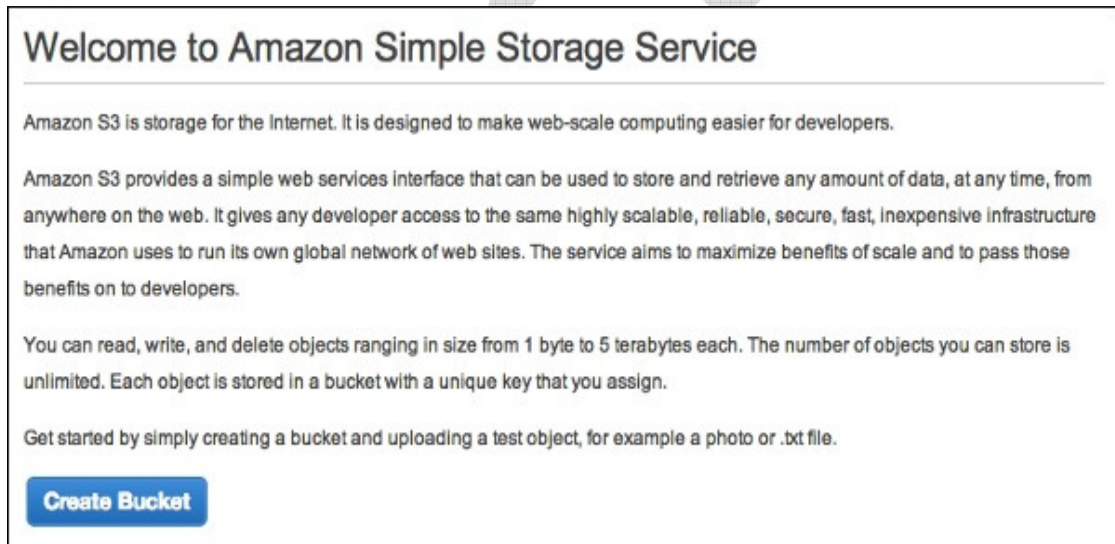 Welcome to Amazon Simple Storage Service
Amazon S3 is storage for the Internet. It is designed to make web-scale computing easier for developers.
Amazon S3 provides a simple web services interface that can be used to store and retrieve any amount of data, at any time, from
anywhere on the web. It gives any developer access to the same highly scalable, reliable, secure, fast, inexpensive infrastructure
that Amazon uses to run its own global network of web sites. The service aims to maximize benefits of scale and to pass those
benefits on to developers.
You can read, write, and delete objects ranging in size from 1 byte to 5 terabytes each. The number of objects you can store is
unlimited. Each object is stored in a bucket with a unique key that you assign.
Get started by simply creating a bucket and uploading a test object, for example a photo or .txt file.
Create Bucket